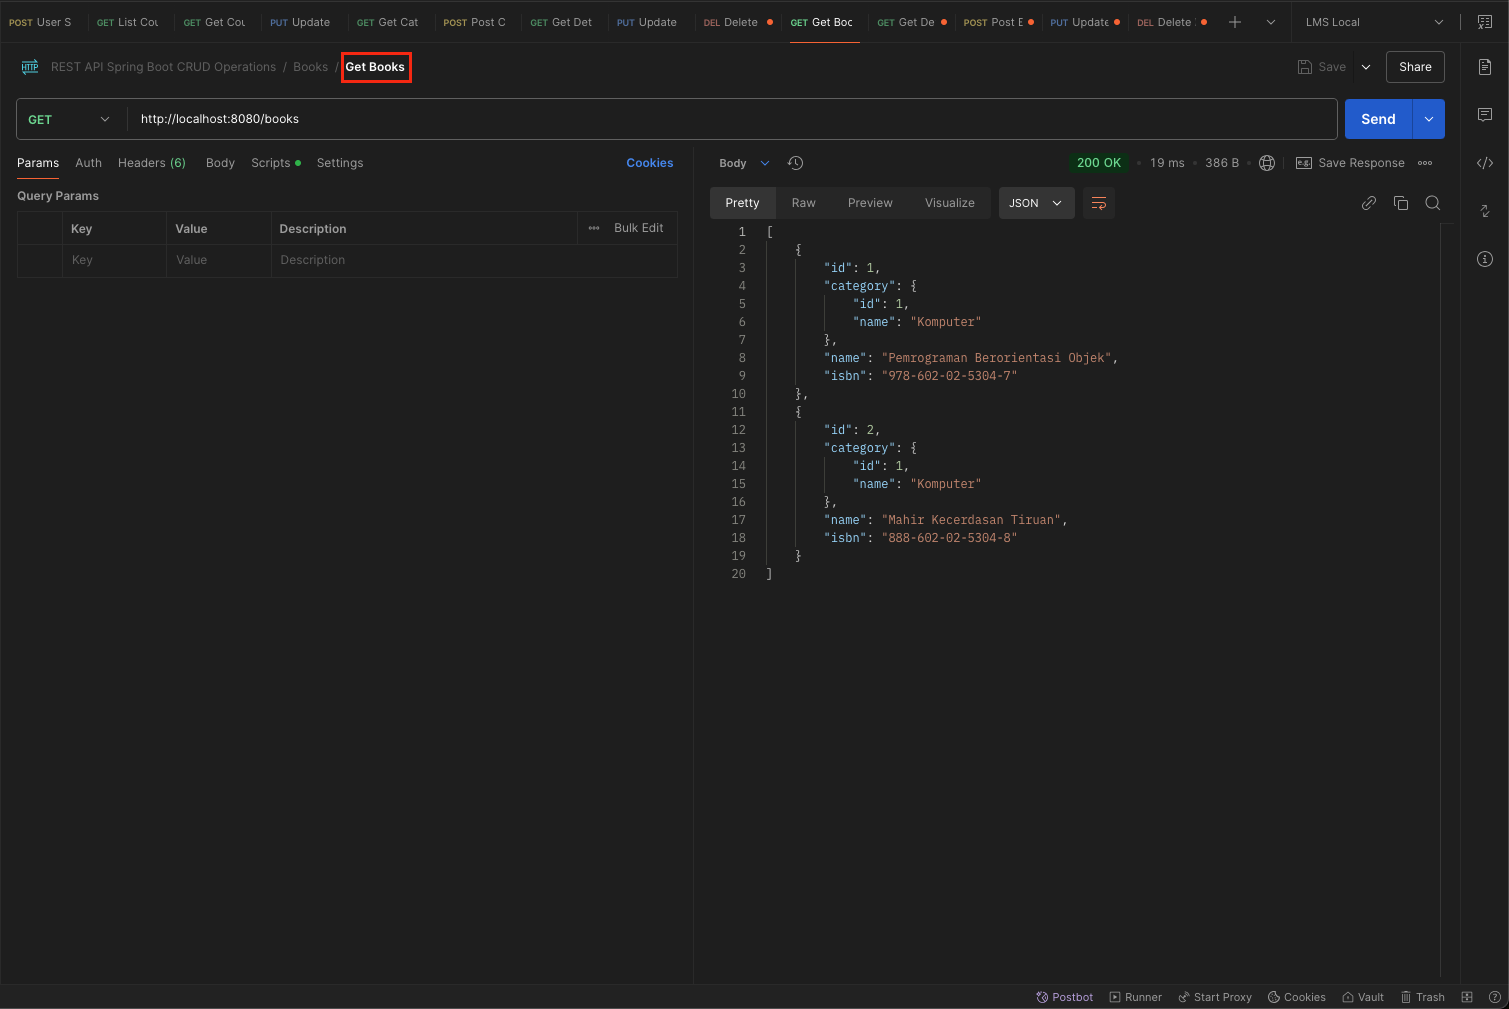 POST User S GET List Cou GET Get Cou PUT Update GET Get Cat POST Post C GET Get Det PUT Update DEL Delete GET Get Boc GET Get De POST Post E PUT Update DEL Delete LMS Local
HTTP REST API Spring Boot CRUD Operations / Books / Get Books Save Share
GET http://localhost:8080/books Send
Params Auth Headers (6) Body Scripts Settings Cookies
Body 200 OK 19 ms 386 B e.g. Save Response
Query Params
Key Value Description Bulk Edit
Key Value Description
Pretty Raw Preview Visualize JSON
1 [
2 {
3 "id": 1,
4 "category": {
5 "id": 1,
6 "name": "Komputer"
7 },
8 "name": "Pemrograman Berorientasi Objek",
9 "isbn": "978-602-02-5304-7"
10 },
11 {
12 "id": 2,
13 "category": {
14 "id": 1,
15 "name": "Komputer"
16 },
17 "name": "Mahir Kecerdasan Tiruan",
18 "isbn": "888-602-02-5304-8"
19 }
20 ]
Postbot Runner Start Proxy Cookies Vault Trash